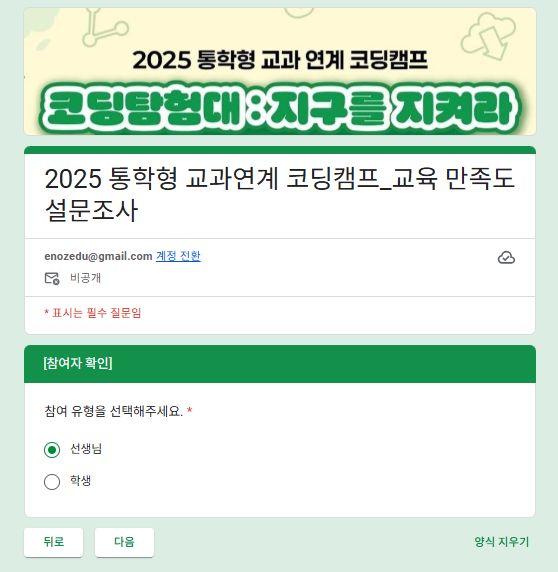 2025 통학형 교과 연계 코딩캠프
코딩탐험대:지구를 지켜라
2025 통학형 교과연계 코딩캠프_교육 만족도
설문조사
enozedu@gmail.com 계정 전환
비공개
* 표시는 필수 질문임
[참여자 확인]
참여 유형을 선택해주세요. *
선생님
학생
뒤로
다음
양식 지우기